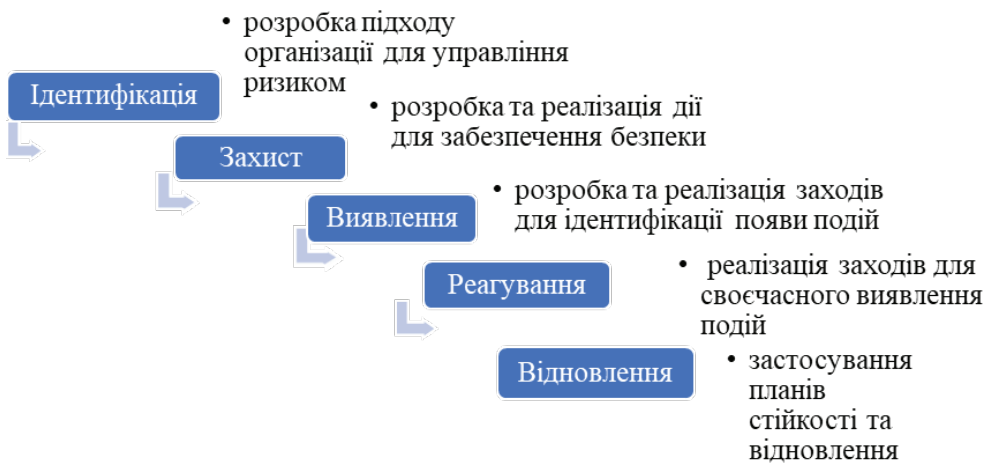 • розробка підходу
організації для управління
ризиком
Ідентифікація
• розробка та реалізація дії
для забезпечення безпеки
Захист
• розробка та реалізація заходів
для ідентифікації появи подій
Виявлення
• реалізація заходів для
своєчасного виявлення
подій
Реагування
• застосування
планів
стійкості та
відновлення
Відновлення